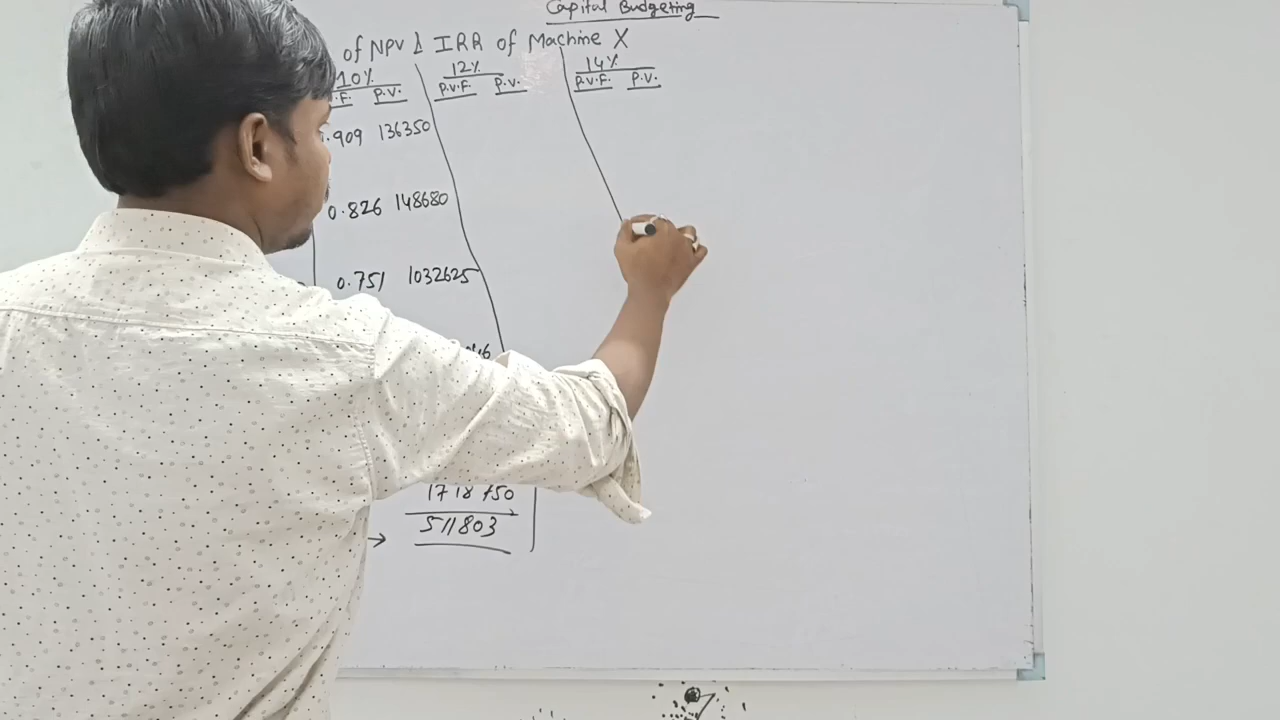 Capital Budgeting
of NPV & IRR of Machine X
10% 12% 14%
.F. P.V. P.V.F. P.V. P.V.F. P.V.
.909 136350
0.826 148680
0.751 1032625
1718750
→ 511803